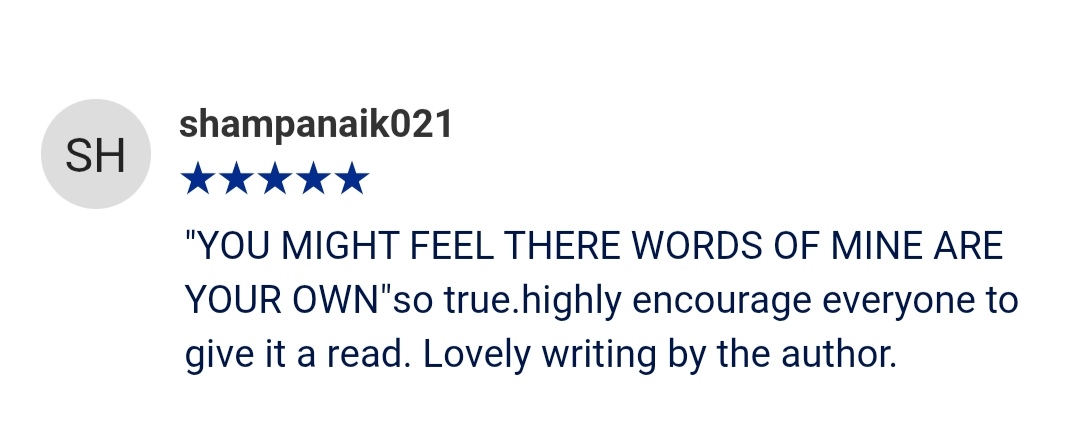 SH
shampanaik021
★★★★★
"YOU MIGHT FEEL THERE WORDS OF MINE ARE
YOUR OWN"so true.highly encourage everyone to
give it a read. Lovely writing by the author.